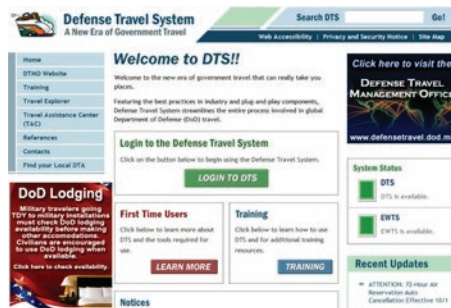 Defense Travel System
A New Era of Government Travel
Search DTS
Go!
Web Accessibility | Privacy and Security Notice | Site Map
Home
DTMO Website
Training
Travel Explorer
Travel Assistance Center
(TAC)
References
Contacts
Find your Local DTA
DoD Lodging
Military travelers going
TDY to military installations
must check DoD lodging
availability before making
other accomodations.
Civilians are encouraged
to use DoD lodging when
available.
Click here to check availability.
Welcome to DTS!!
Welcome to the new era of government travel that can really take you
places.
Featuring the best practices in industry and plug-and-play components,
Defense Travel System streamlines the entire process involved in global
Department of Defense (DoD) travel.
Login to the Defense Travel System
Click on the button below to begin using the Defense Travel System.
LOGIN TO DTS
First Time Users
Click below to learn more about
DTS and the tools required for
use.
LEARN MORE
Training
Click below to learn how to use
DTS and for additional training
resources.
TRAINING
Notices
Click here to visit the
DEFENSE TRAVEL
MANAGEMENT OFFIC
www.defensetravel.dod.m
System Status
DTS
DTS is available.
EWTS
EWTS is available.
Recent Updates
ATTENTION: 72-Hour Air
Reservation Auto
Cancellation Effective 10/1